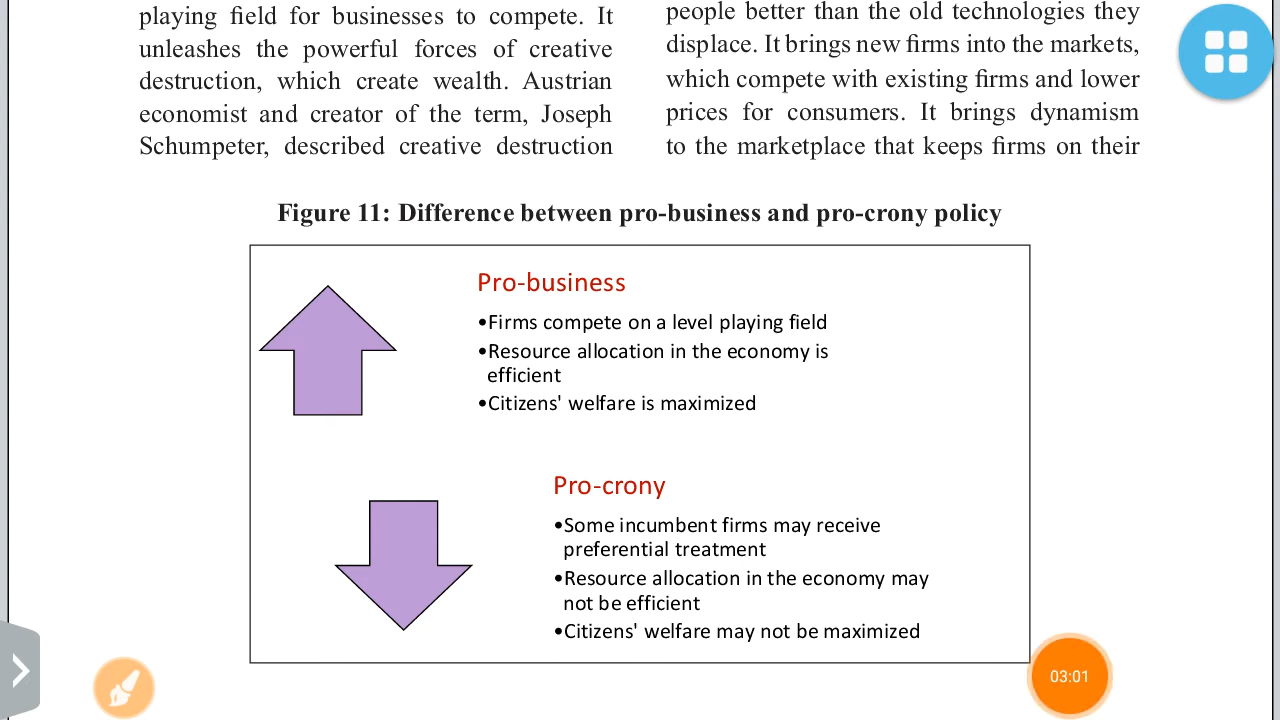 playing field for businesses to compete. It
unleashes the powerful forces of creative
destruction, which create wealth. Austrian
economist and creator of the term, Joseph
Schumpeter, described creative destruction
people better than the old technologies they
displace. It brings new firms into the markets,
which compete with existing firms and lower
prices for consumers. It brings dynamism
to the marketplace that keeps firms on their
Figure 11: Difference between pro-business and pro-crony policy
Pro-business
•Firms compete on a level playing field
•Resource allocation in the economy is
efficient
•Citizens' welfare is maximized
Pro-crony
•Some incumbent firms may receive
preferential treatment
•Resource allocation in the economy may
not be efficient
•Citizens' welfare may not be maximized
03:01